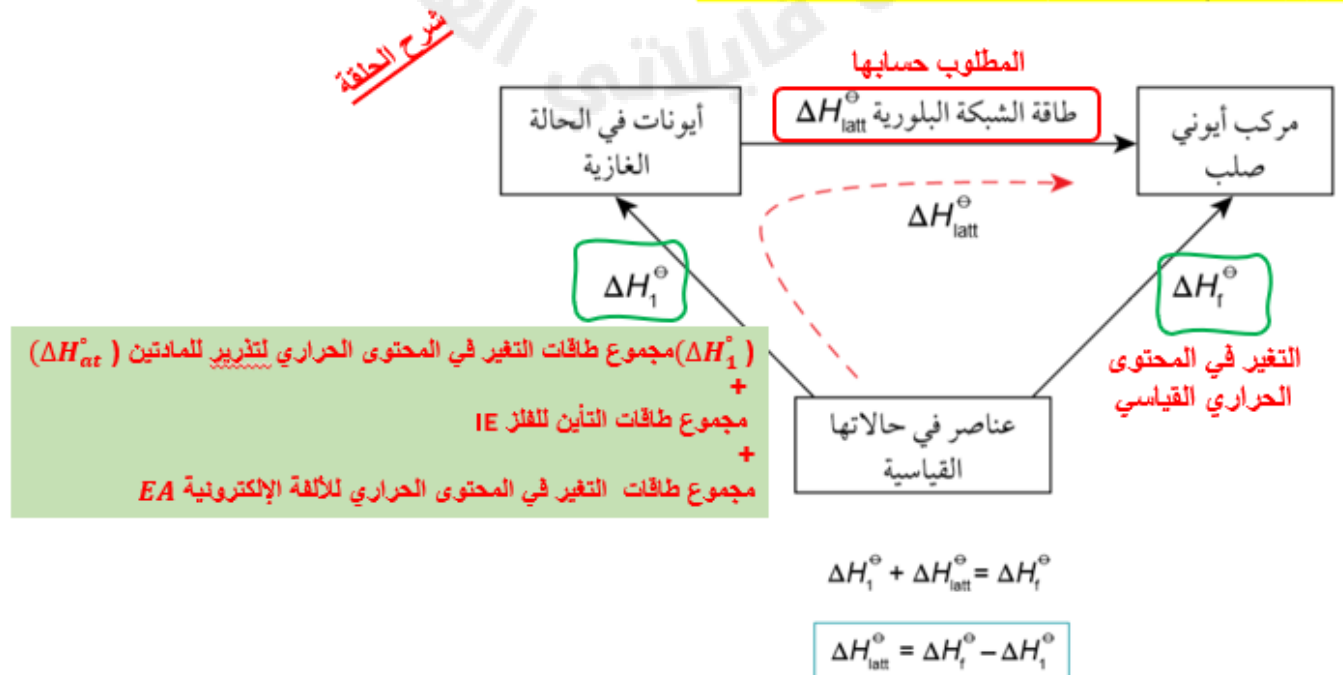 شرح الحلقة
المطلوب حسابها
أيونات في الحالة
الغازية
طاقة الشبكة البلورية ΔH⦵latt
مركب أيوني
صلب
ΔH⦵latt
ΔH⦵1
ΔH⦵f
(ΔH°1) مجموع طاقات التغير في المحتوى الحراري لتذرير للمادتين (ΔH°at)
+
مجموع طاقات التأين للفلز IE
+
مجموع طاقات التغير في المحتوى الحراري للألفة الإلكترونية EA
التغير في المحتوى
الحراري القياسي
عناصر في حالاتها
القياسية
ΔH⦵1 + ΔH⦵latt = ΔH⦵f
ΔH⦵latt = ΔH⦵f – ΔH⦵1